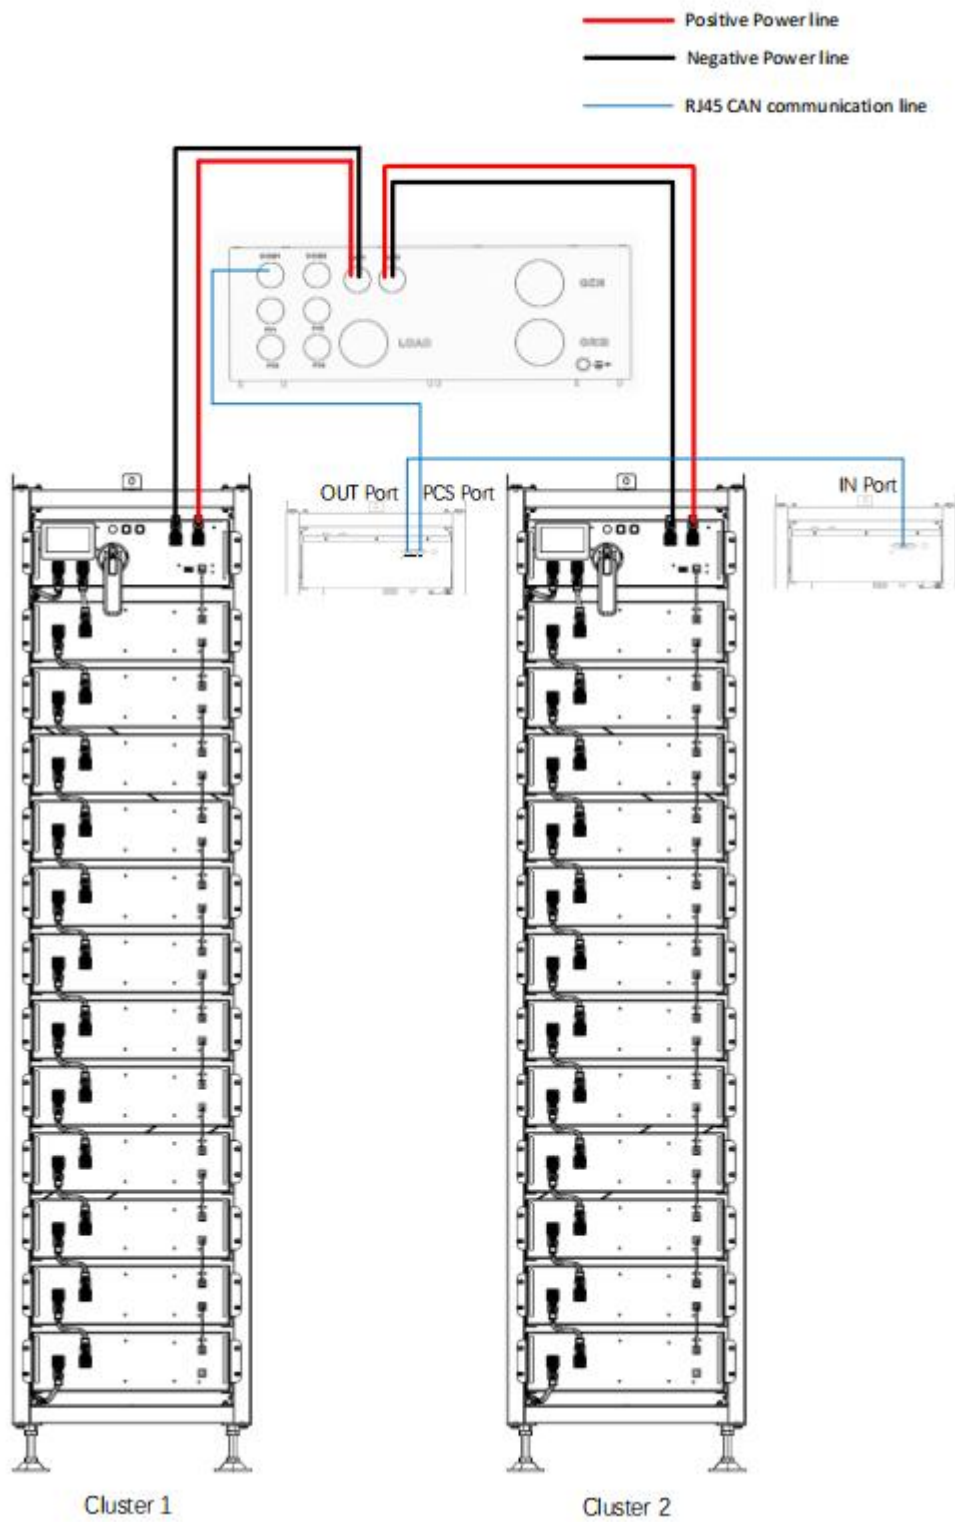 Positive Power line
Negative Power line
RJ45 CAN communication line
GEN
LOAD
GRID
OUT Port
PCS Port
IN Port
Cluster 1
Cluster 2